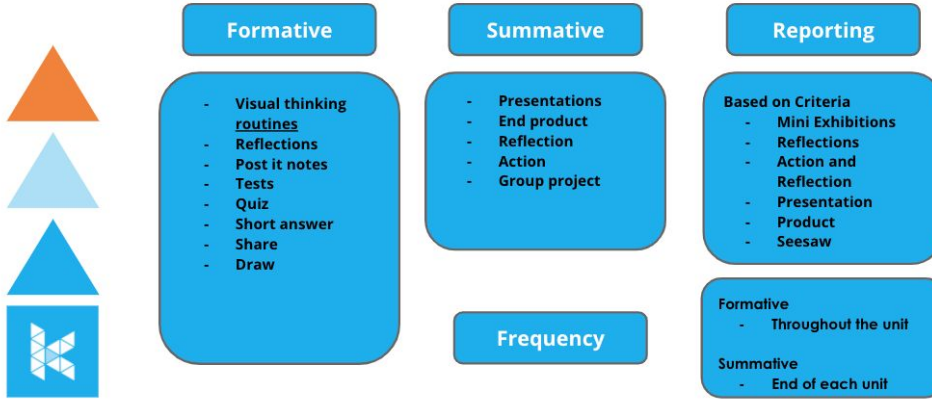 Formative
- Visual thinking
routines
- Reflections
- Post it notes
- Tests
- Quiz
- Short answer
- Share
- Draw
Summative
- Presentations
- End product
- Reflection
- Action
- Group project
Reporting
Based on Criteria
- Mini Exhibitions
- Reflections
- Action and
Reflection
- Presentation
- Product
- Seesaw
Frequency
Formative
- Throughout the unit
Summative
- End of each unit